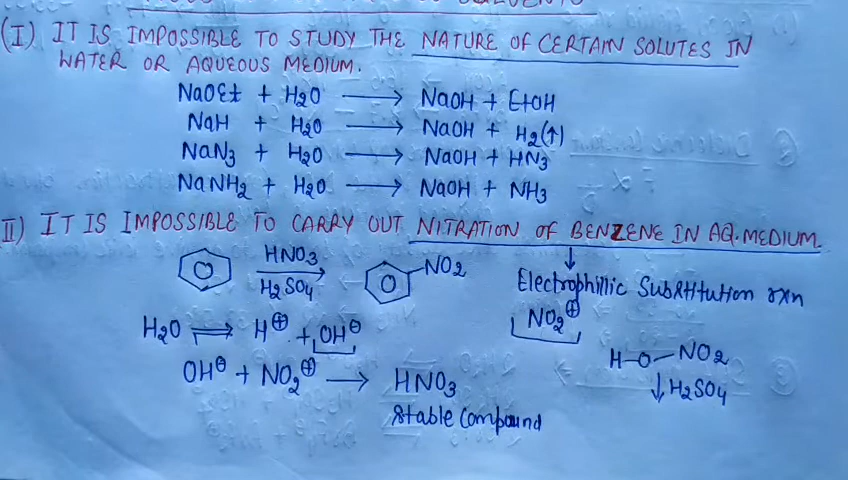 (I) IT IS IMPOSSIBLE TO STUDY THE NATURE OF CERTAIN SOLUTES IN
WATER OR AQUEOUS MEDIUM.
NaOEt + H₂O ⟶ NaOH + EtOH
NaH + H₂O ⟶ NaOH + H₂(↑)
NaN₃ + H₂O ⟶ NaOH + HN₃
NaNH₂ + H₂O ⟶ NaOH + NH₃
II) IT IS IMPOSSIBLE TO CARRY OUT NITRATION OF BENZENE IN AQ. MEDIUM.
HNO₃
H₂SO₄
NO₂
Electrophillic Substitution rxn
NO₂⊕
H₂O ⇌ H⊕ + OH⊖
H-O-NO₂
↓ H₂SO₄
OH⊖ + NO₂⊕ ⟶ HNO₃
Stable Compound